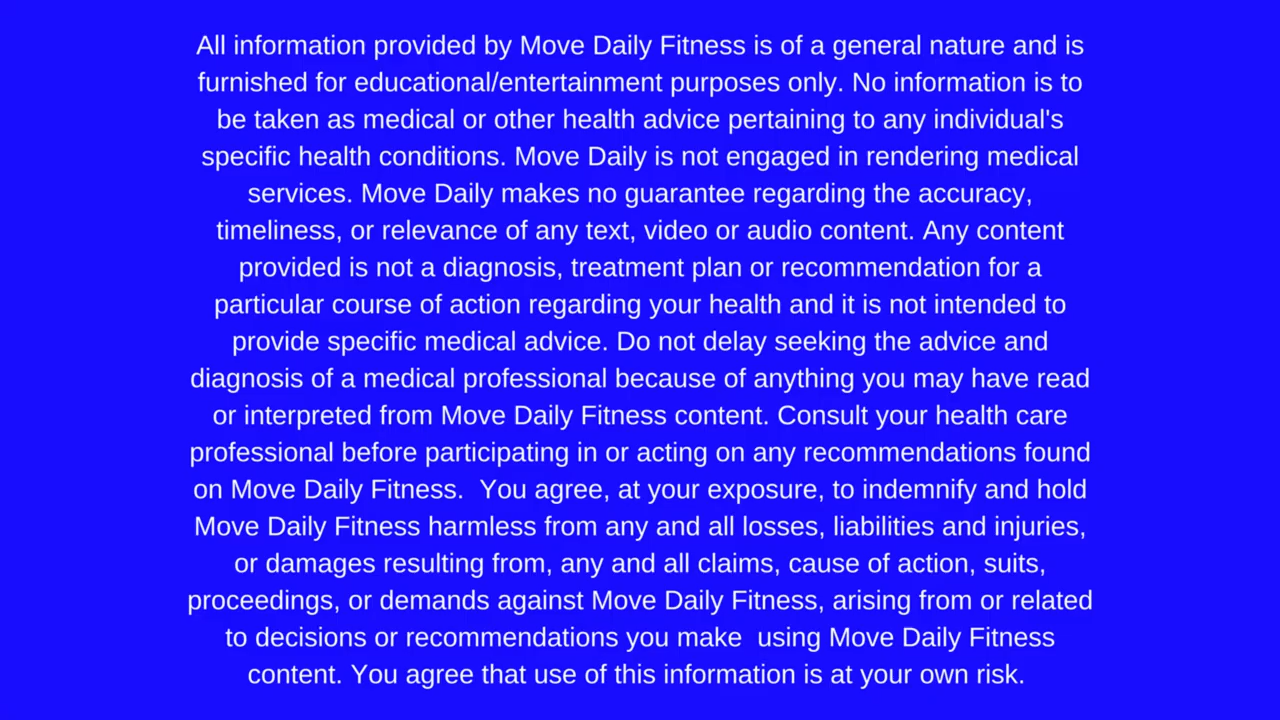 All information provided by Move Daily Fitness is of a general nature and is
furnished for educational/entertainment purposes only. No information is to
be taken as medical or other health advice pertaining to any individual's
specific health conditions. Move Daily is not engaged in rendering medical
services. Move Daily makes no guarantee regarding the accuracy,
timeliness, or relevance of any text, video or audio content. Any content
provided is not a diagnosis, treatment plan or recommendation for a
particular course of action regarding your health and it is not intended to
provide specific medical advice. Do not delay seeking the advice and
diagnosis of a medical professional because of anything you may have read
or interpreted from Move Daily Fitness content. Consult your health care
professional before participating in or acting on any recommendations found
on Move Daily Fitness.  You agree, at your exposure, to indemnify and hold
Move Daily Fitness harmless from any and all losses, liabilities and injuries,
or damages resulting from, any and all claims, cause of action, suits,
proceedings, or demands against Move Daily Fitness, arising from or related
to decisions or recommendations you make  using Move Daily Fitness
content. You agree that use of this information is at your own risk.